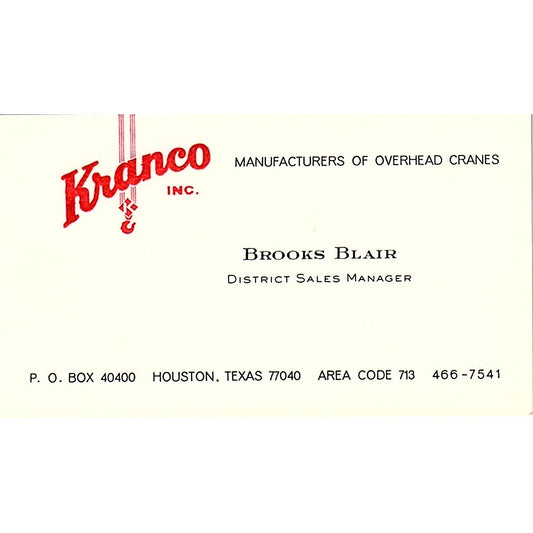 Kranco
INC.
MANUFACTURERS OF OVERHEAD CRANES
BROOKS BLAIR
DISTRICT SALES MANAGER
P. O. BOX 40400 HOUSTON, TEXAS 77040 AREA CODE 713 466-7541